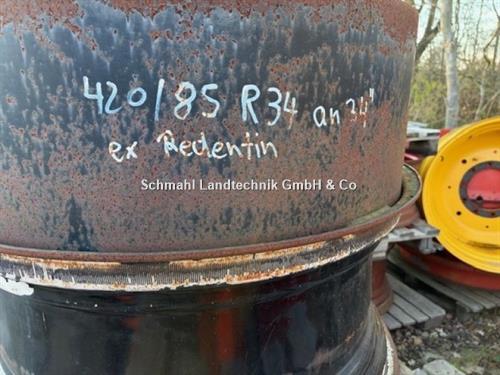 420/85 R34 an 34"
ex Redentin
Schmahl Landtechnik GmbH & Co